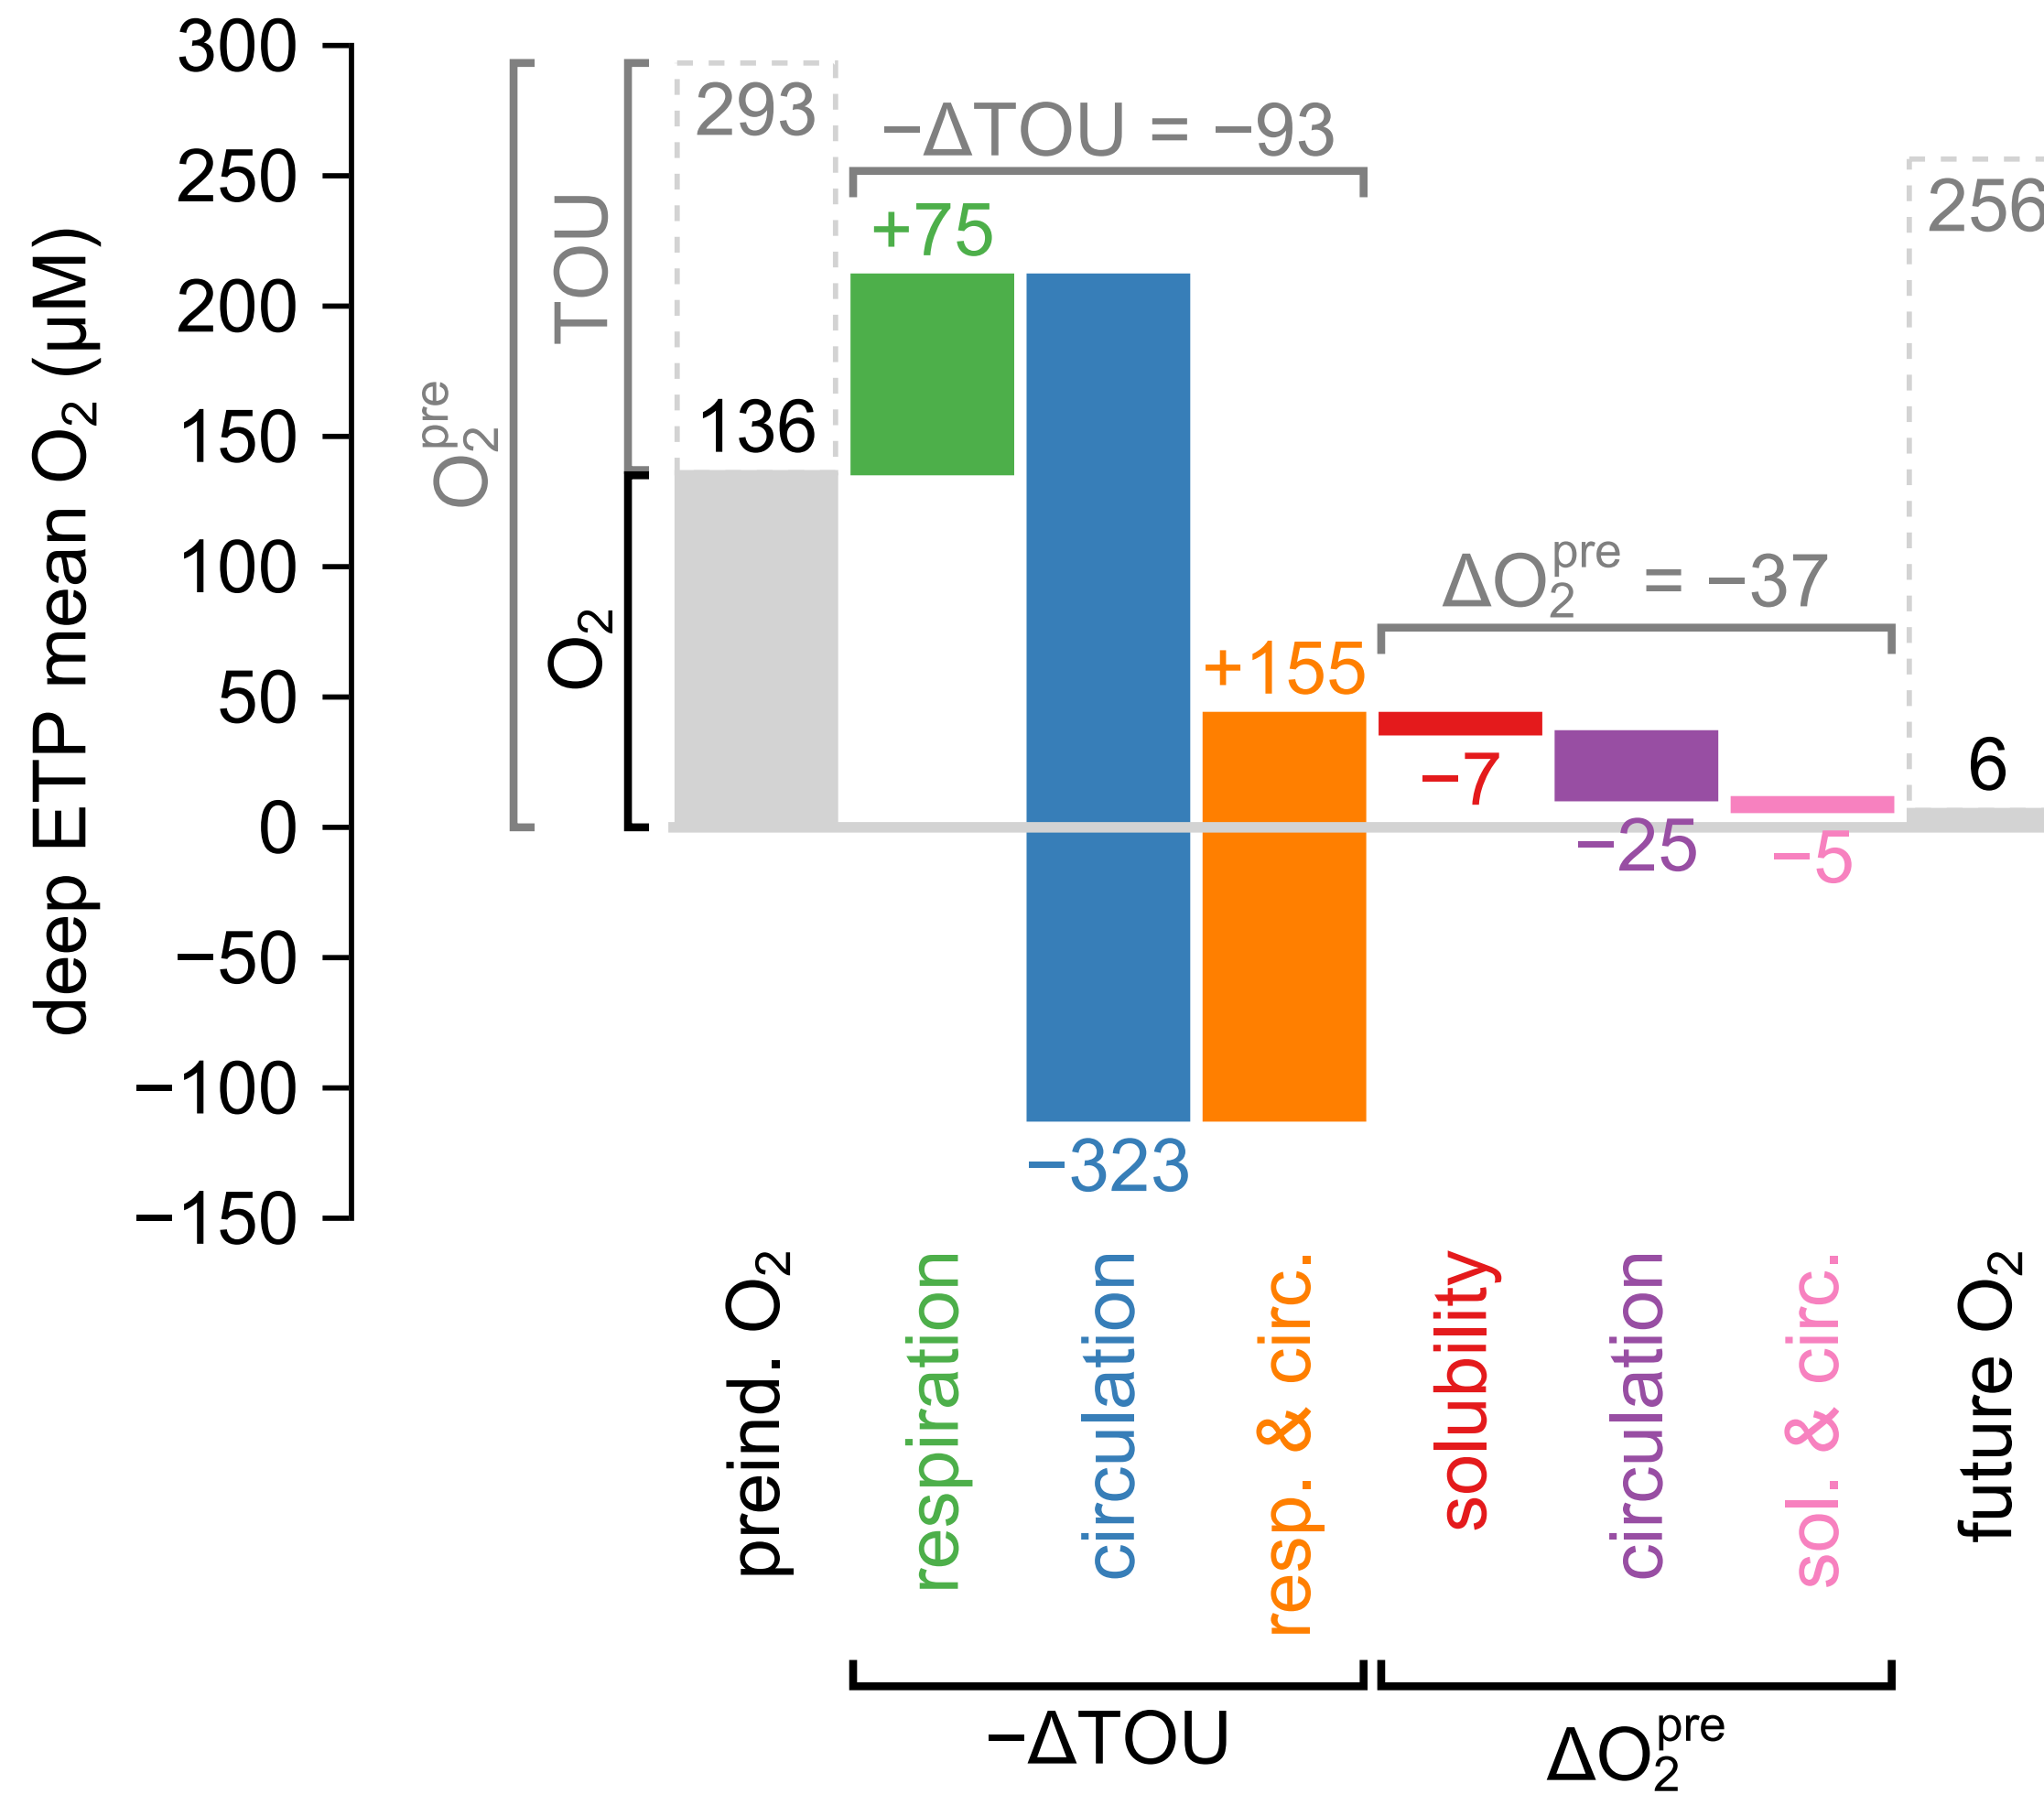 deep ETP mean O₂ (µM)
300
250
200
150
100
50
0
−50
−100
−150
O₂ᵖʳᵉ
TOU
O₂
293
136
−ΔTOU = −93
+75
−323
+155
ΔO₂ᵖʳᵉ = −37
−7
−25
−5
256
6
preind. O₂
respiration
circulation
resp. & circ.
solubility
circulation
sol. & circ.
future O₂
−ΔTOU
ΔO₂ᵖʳᵉ